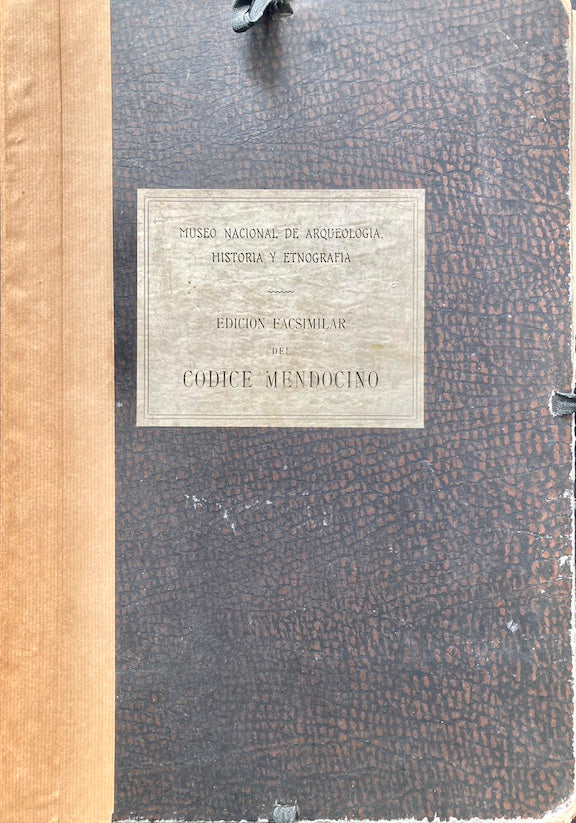 MUSEO NACIONAL DE ARQUEOLOGIA,
HISTORIA Y ETNOGRAFIA
EDICION FACSIMILAR
DEL
CODICE MENDOCINO